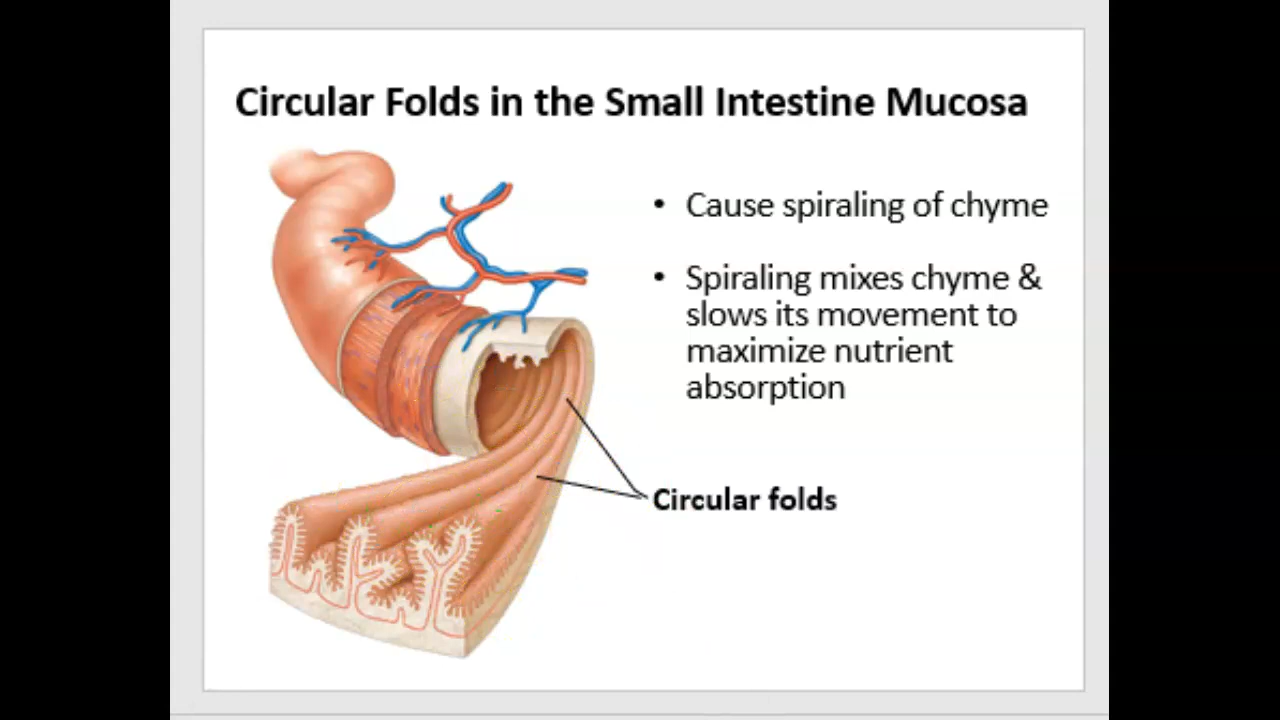 Circular Folds in the Small Intestine Mucosa
• Cause spiraling of chyme
• Spiraling mixes chyme &
slows its movement to
maximize nutrient
absorption
Circular folds